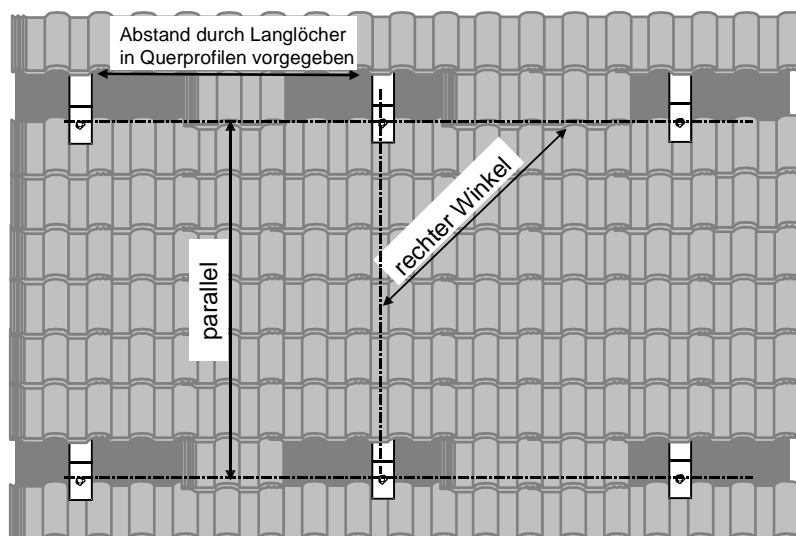 Abstand durch Langlöcher
in Querprofilen vorgegeben
rechter Winkel
parallel